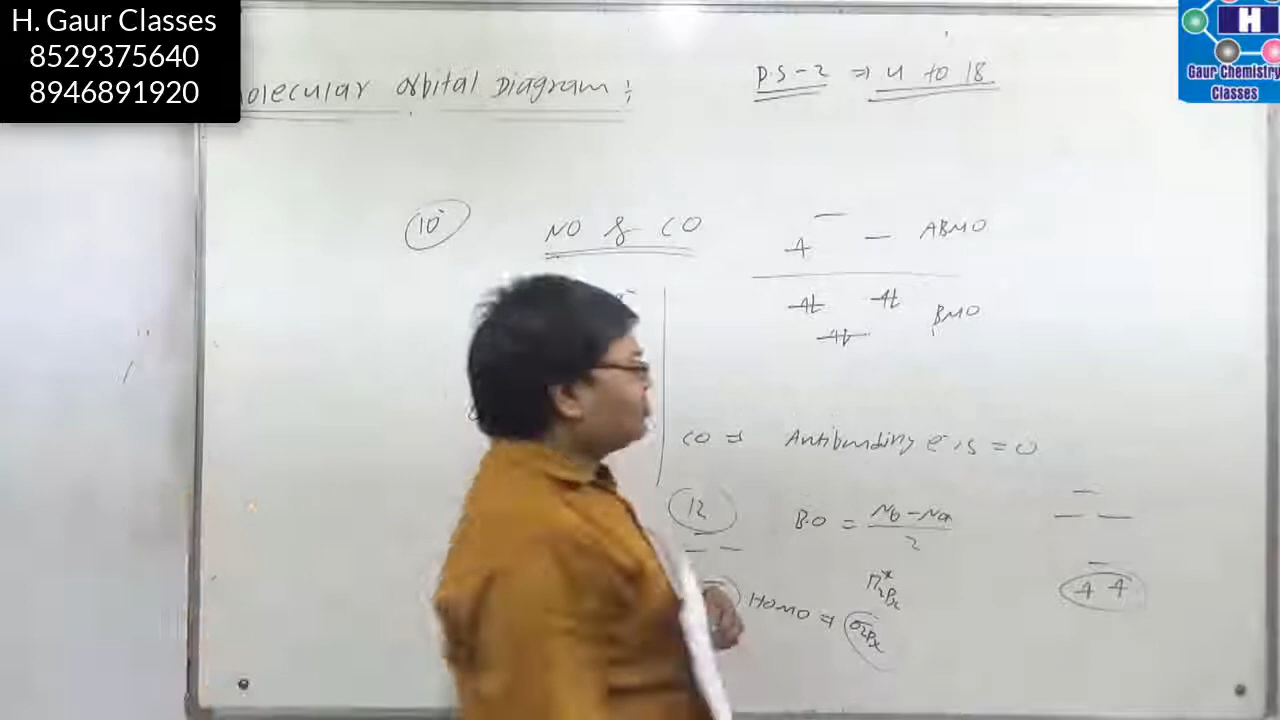 H. Gaur Classes
8529375640
8946891920
H
Gaur Chemistry
Classes
olecular orbital Diagram :
P.S-2 ⇒ 4 to 18
10
NO & CO
ABMO
BMO
CO ⇒ Antibonding e is = 0
12
B.O = Nb-Na
2
π*2Px
HOMO ⇒ σ2Px